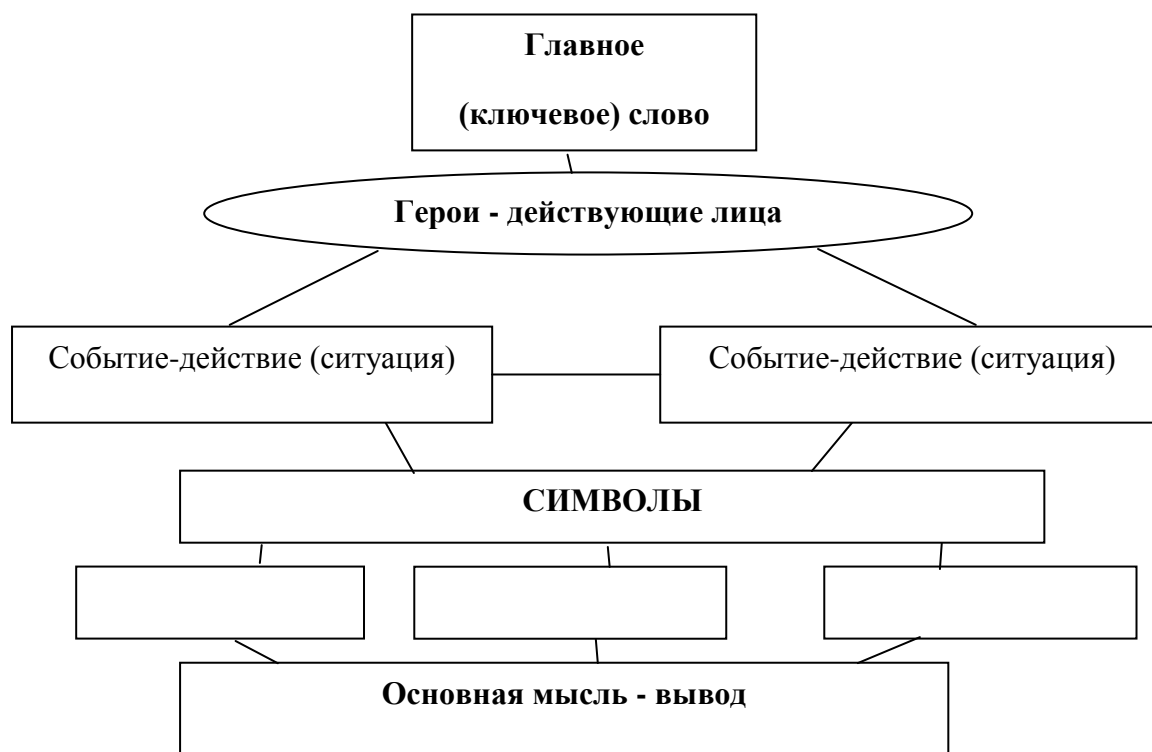 Главное
(ключевое) слово
Герои - действующие лица
Событие-действие (ситуация)
Событие-действие (ситуация)
СИМВОЛЫ
Основная мысль - вывод